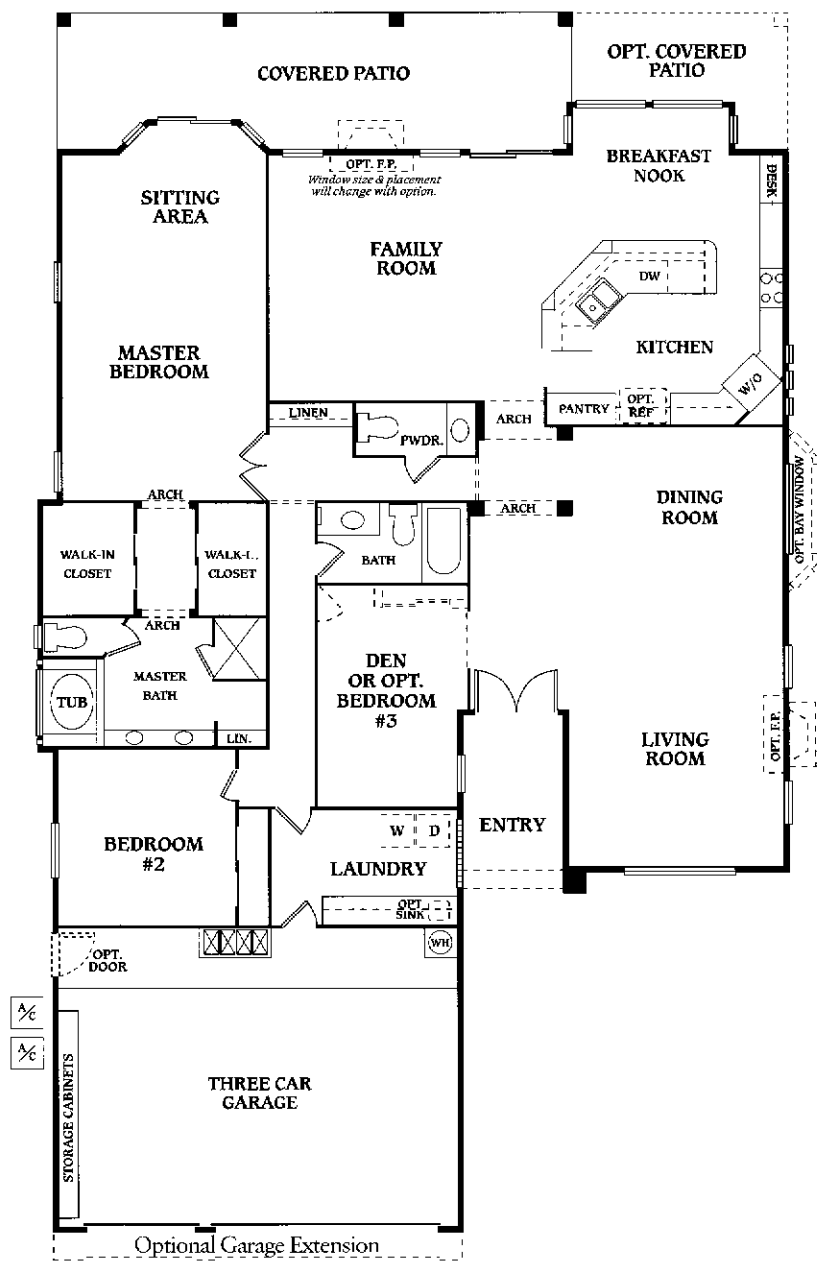 COVERED PATIO
OPT. COVERED
PATIO
OPT. F.P.
Window size & placement
will change with option.
BREAKFAST
NOOK
DESK
SITTING
AREA
FAMILY
ROOM
DW
MASTER
BEDROOM
KITCHEN
W/O
LINEN
PWDR.
ARCH
PANTRY
OPT.
REF
ARCH
ARCH
DINING
ROOM
OPT. BAY WINDOW
WALK-IN
CLOSET
WALK-I..
CLOSET
BATH
ARCH
MASTER
BATH
TUB
LIN.
DEN
OR OPT.
BEDROOM
#3
LIVING
ROOM
OPT. F.P.
BEDROOM
#2
W
D
ENTRY
LAUNDRY
OPT
SINK
OPT.
DOOR
WH
A/C
A/C
STORAGE CABINETS
THREE CAR
GARAGE
Optional Garage Extension